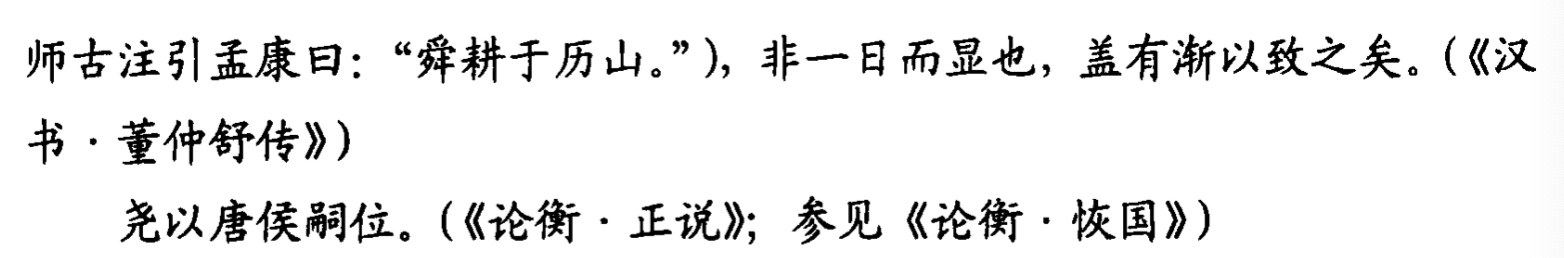 师古注引孟康曰：“舜耕于历山。”），非一日而显也，盖有渐以致之矣。（《汉
书·董仲舒传》）
尧以唐侯嗣位。（《论衡·正说》；参见《论衡·恢国》）